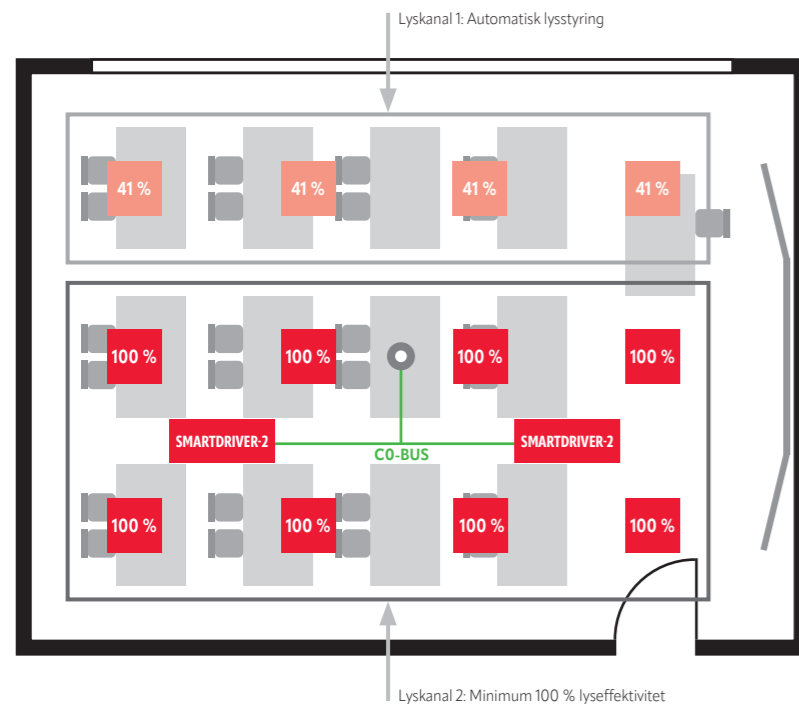 Lyskanal 1: Automatisk lysstyring
41 % 41 % 41 % 41 %
100 % 100 % 100 % 100 %
SMARTDRIVER-2 SMARTDRIVER-2
C0-BUS
100 % 100 % 100 % 100 %
Lyskanal 2: Minimum 100 % lyseffektivitet